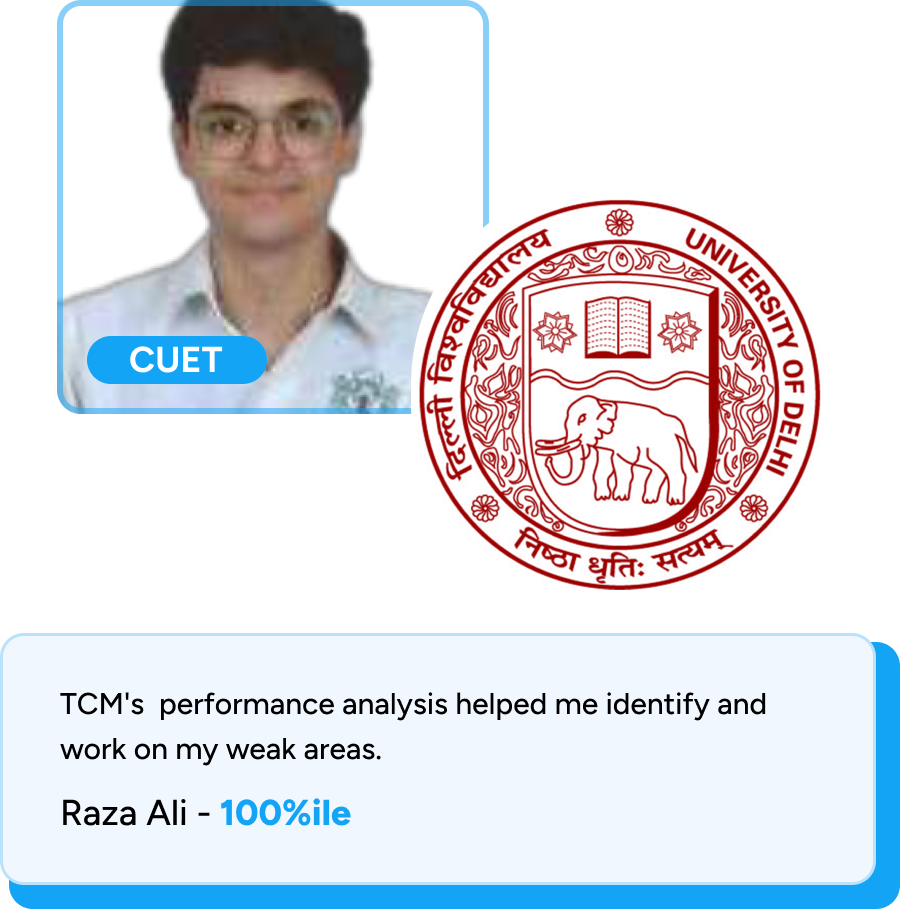 CUET
दिल्ली विश्वविद्यालय
UNIVERSITY OF DELHI
निष्ठा धृतिः सत्यम्
TCM's performance analysis helped me identify and
work on my weak areas.
Raza Ali - 100%ile